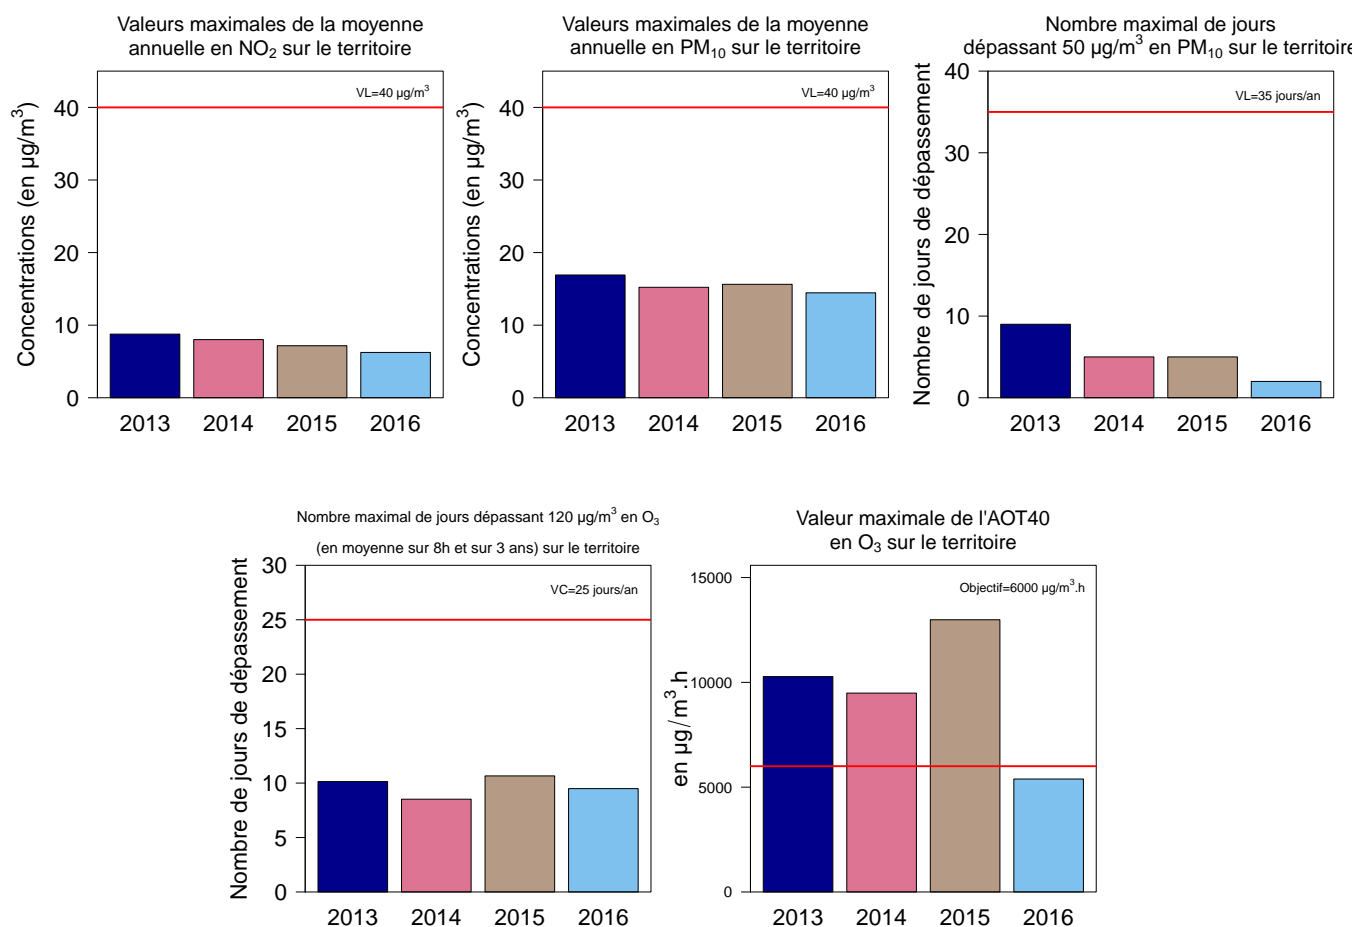 Valeurs maximales de la moyenne
annuelle en NO₂ sur le territoire
Concentrations (en µg/m³)
VL=40 µg/m³
40
30
20
10
0
2013 2014 2015 2016
Valeurs maximales de la moyenne
annuelle en PM₁₀ sur le territoire
Concentrations (en µg/m³)
VL=40 µg/m³
40
30
20
10
0
2013 2014 2015 2016
Nombre maximal de jours
dépassant 50 µg/m³ en PM₁₀ sur le territoire
Nombre de jours de dépassement
VL=35 jours/an
40
30
20
10
0
2013 2014 2015 2016
Nombre maximal de jours dépassant 120 µg/m³ en O₃
(en moyenne sur 8h et sur 3 ans) sur le territoire
Nombre de jours de dépassement
VC=25 jours/an
30
25
20
15
10
5
0
2013 2014 2015 2016
Valeur maximale de l'AOT40
en O₃ sur le territoire
en µg/m³.h
Objectif=6000 µg/m³.h
15000
10000
5000
0
2013 2014 2015 2016